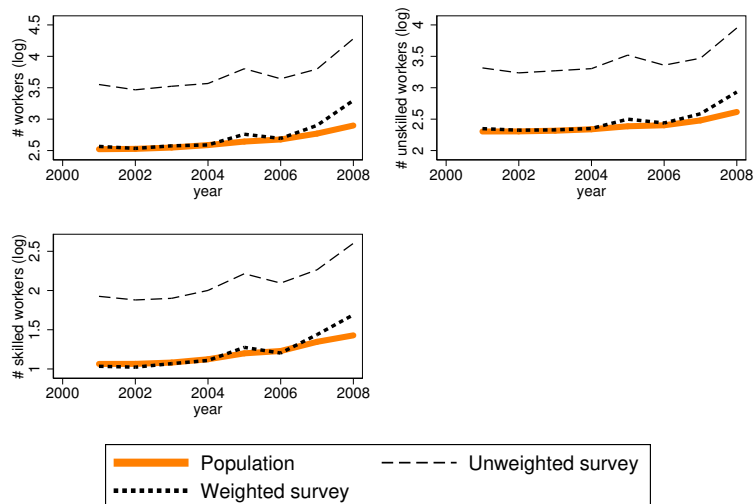 # workers (log)
2.5 3 3.5 4 4.5
2000 2002 2004 2006 2008
year
# unskilled workers (log)
2 2.5 3 3.5 4
2000 2002 2004 2006 2008
year
# skilled workers (log)
1 1.5 2 2.5
2000 2002 2004 2006 2008
year
Population Unweighted survey
Weighted survey